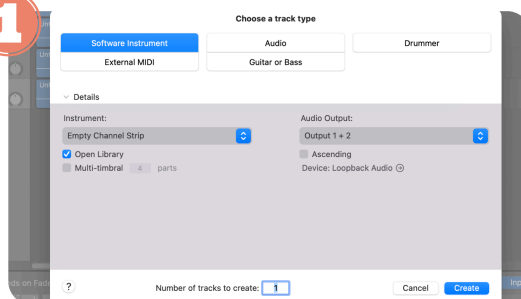 1
Choose a track type
Software Instrument Audio Drummer
External MIDI Guitar or Bass
Details
Instrument: Audio Output:
Empty Channel Strip Output 1 + 2
Open Library Ascending
Multi-timbral 4 parts Device: Loopback Audio
? Number of tracks to create: 1 Cancel Create